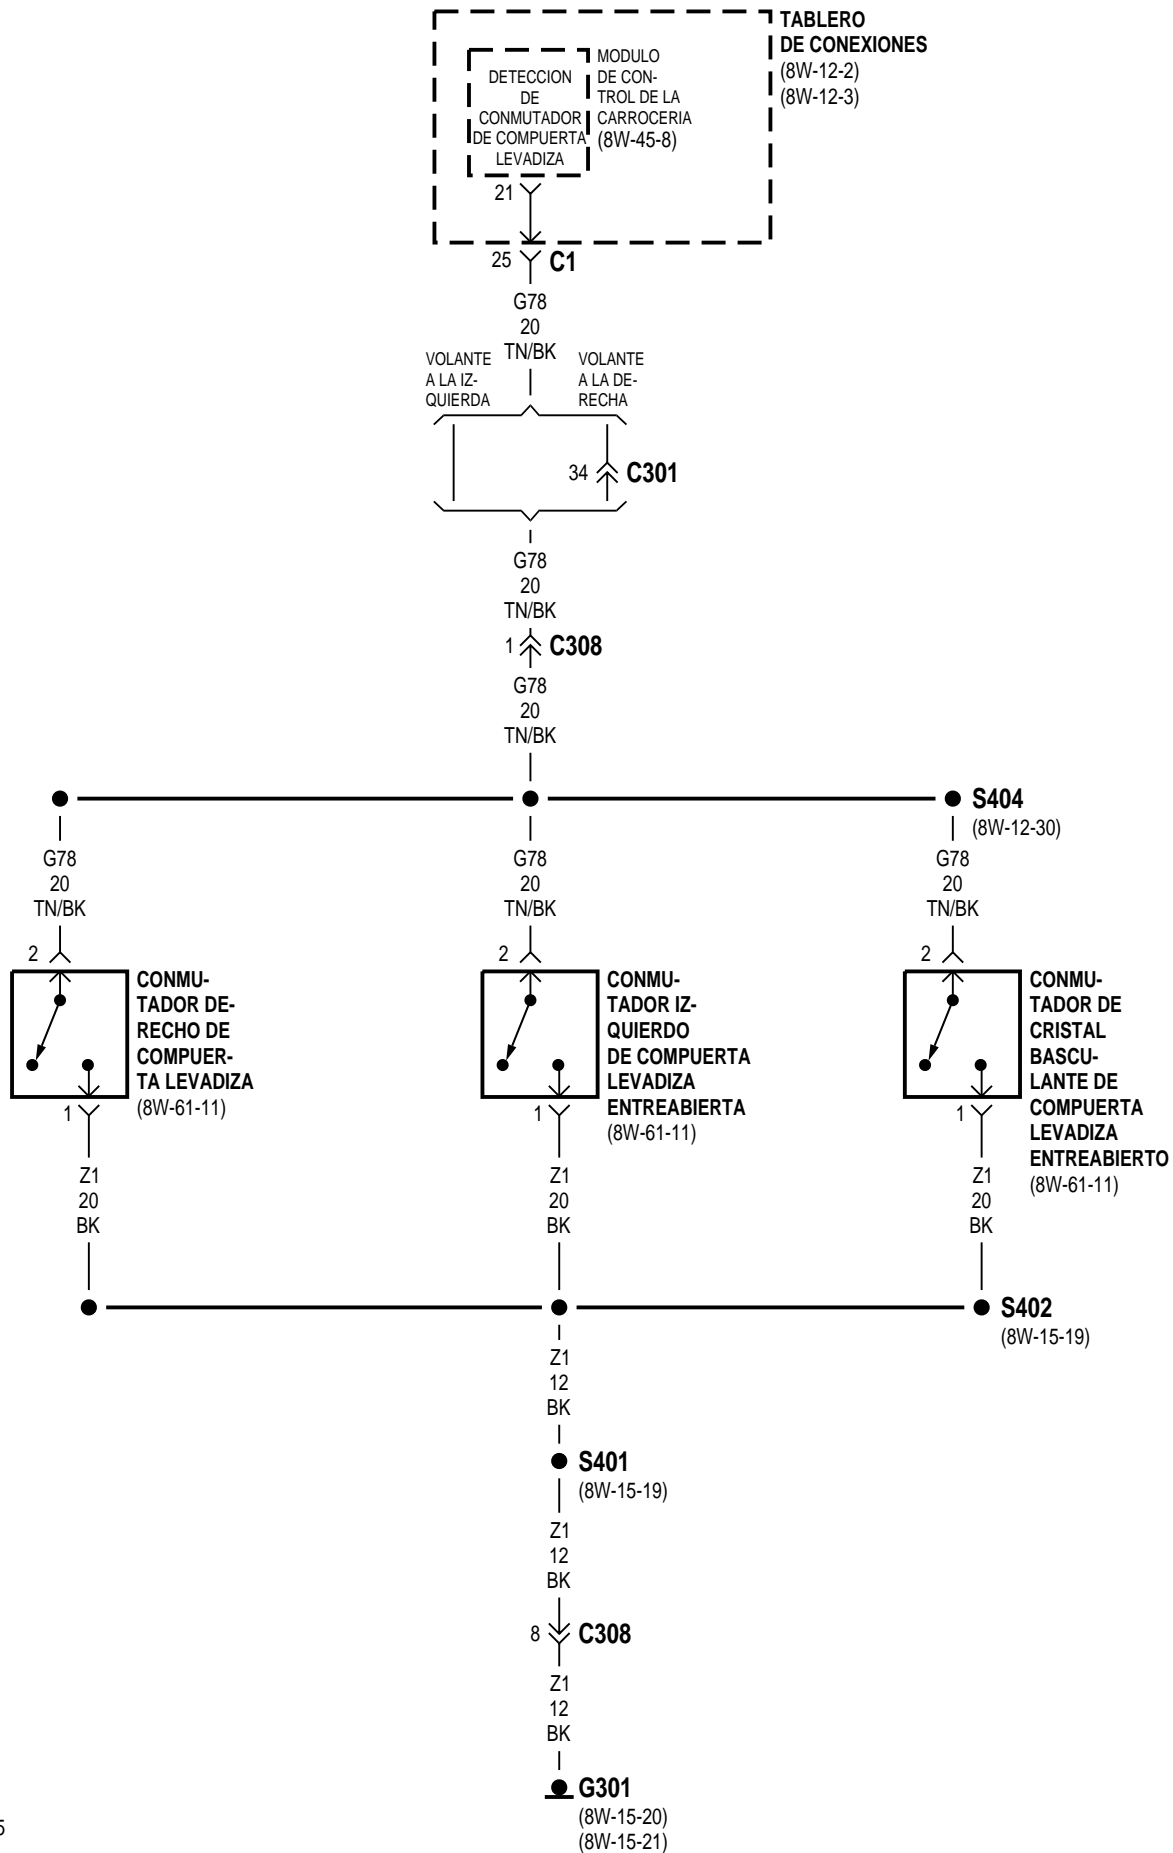 TABLERO
DE CONEXIONES
(8W-12-2)
(8W-12-3)
MODULO
DE CON-
TROL DE LA
CARROCERIA
(8W-45-8)
DETECCION
DE
CONMUTADOR
DE COMPUERTA
LEVADIZA
21
25 C1
G78
20
TN/BK
VOLANTE
A LA IZ-
QUIERDA
VOLANTE
A LA DE-
RECHA
34 C301
G78
20
TN/BK
1 C308
G78
20
TN/BK
S404
(8W-12-30)
G78
20
TN/BK
2
CONMU-
TADOR DE-
RECHO DE
COMPUER-
TA LEVADIZA
(8W-61-11)
1
Z1
20
BK
G78
20
TN/BK
2
CONMU-
TADOR IZ-
QUIERDO
DE COMPUERTA
LEVADIZA
ENTREABIERTA
(8W-61-11)
1
Z1
20
BK
G78
20
TN/BK
2
CONMU-
TADOR DE
CRISTAL
BASCU-
LANTE DE
COMPUERTA
LEVADIZA
ENTREABIERTO
(8W-61-11)
1
Z1
20
BK
S402
(8W-15-19)
Z1
12
BK
S401
(8W-15-19)
Z1
12
BK
8 C308
Z1
12
BK
G301
(8W-15-20)
(8W-15-21)
5